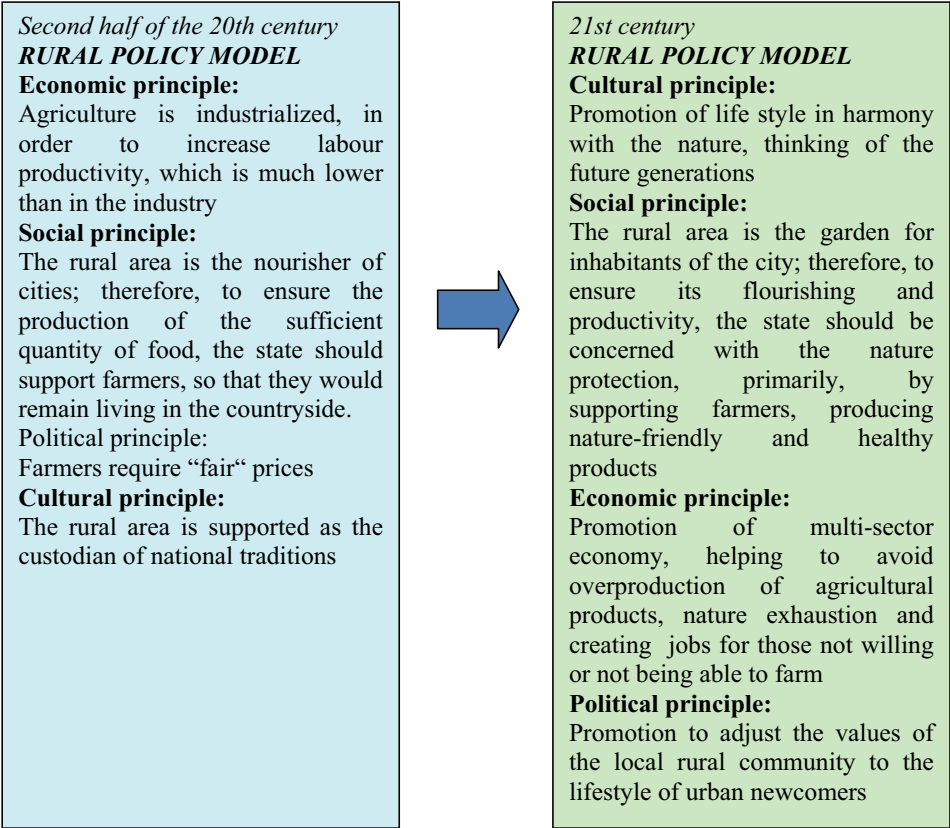 Second half of the 20th century
RURAL POLICY MODEL
Economic principle:
Agriculture is industrialized, in
order to increase labour
productivity, which is much lower
than in the industry
Social principle:
The rural area is the nourisher of
cities; therefore, to ensure the
production of the sufficient
quantity of food, the state should
support farmers, so that they would
remain living in the countryside.
Political principle:
Farmers require “fair“ prices
Cultural principle:
The rural area is supported as the
custodian of national traditions
21st century
RURAL POLICY MODEL
Cultural principle:
Promotion of life style in harmony
with the nature, thinking of the
future generations
Social principle:
The rural area is the garden for
inhabitants of the city; therefore, to
ensure its flourishing and
productivity, the state should be
concerned with the nature
protection, primarily, by
supporting farmers, producing
nature-friendly and healthy
products
Economic principle:
Promotion of multi-sector
economy, helping to avoid
overproduction of agricultural
products, nature exhaustion and
creating jobs for those not willing
or not being able to farm
Political principle:
Promotion to adjust the values of
the local rural community to the
lifestyle of urban newcomers